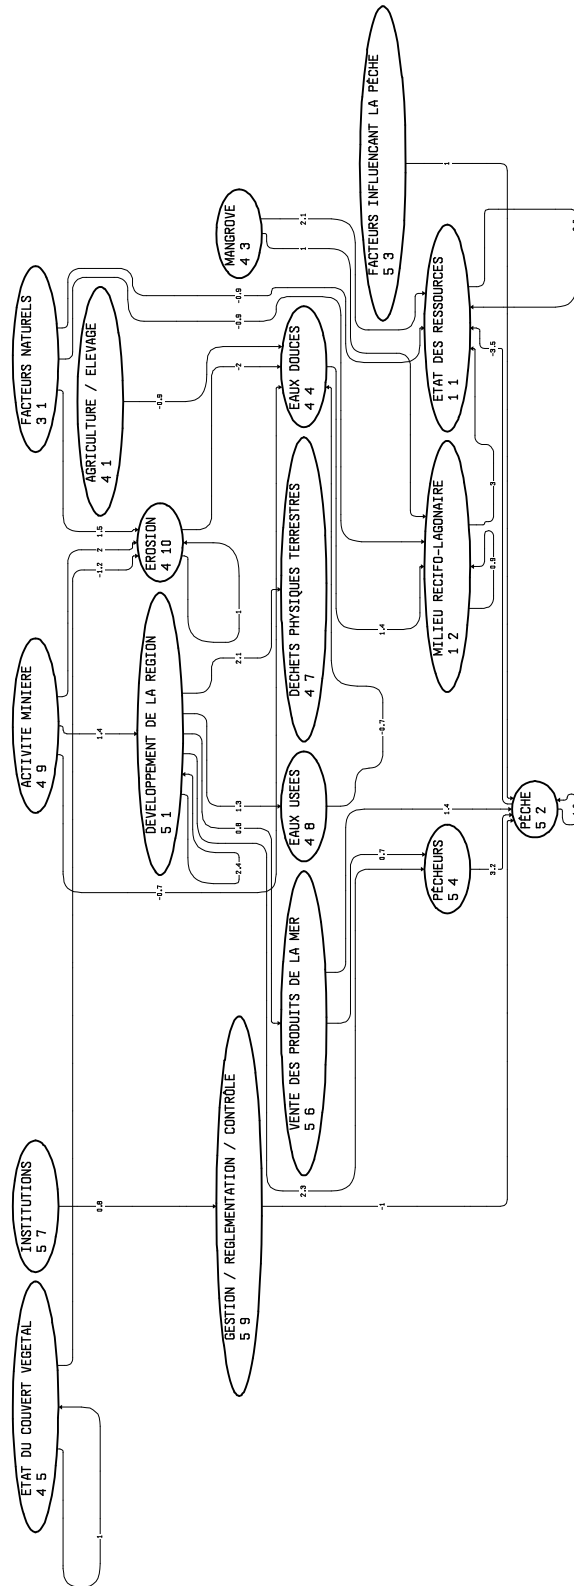 ETAT DU COUVERT VEGETAL
4 5
INSTITUTIONS
5 7
ACTIVITE MINIERE
4 9
FACTEURS NATURELS
3 1
AGRICULTURE / ELEVAGE
4 1
1
0.8
1.4
-1.2
2
1.5
DEVELOPPEMENT DE LA REGION
5 1
EROSION
4 10
-0.7
-0.9
GESTION / REGLEMENTATION / CONTRÔLE
5 9
MANGROVE
4 3
0.8
2.4
1.3
2.1
1
-2
-0.9
-0.9
VENTE DES PRODUITS DE LA MER
5 6
EAUX USEES
4 8
DECHETS PHYSIQUES TERRESTRES
4 7
EAUX DOUCES
4 4
2.3
1
2.1
FACTEURS INFLUENCANT LA PÊCHE
5 3
-1
0.7
1.4
-0.7
1.4
PÊCHEURS
5 4
MILIEU RECIFO-LAGONAIRE
1 2
ETAT DES RESSOURCES
1 1
1
3.2
0.9
3
-3.5
PÊCHE
5 2